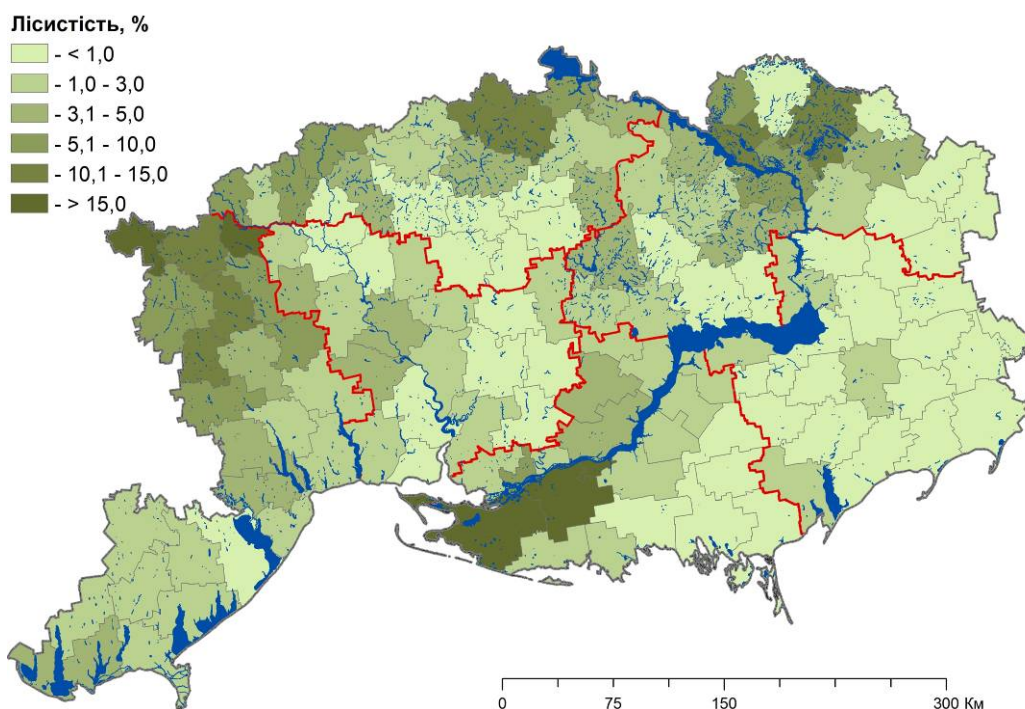 Лісистість, %
- < 1,0
- 1,0 - 3,0
- 3,1 - 5,0
- 5,1 - 10,0
- 10,1 - 15,0
- > 15,0
0 75 150 300 Км